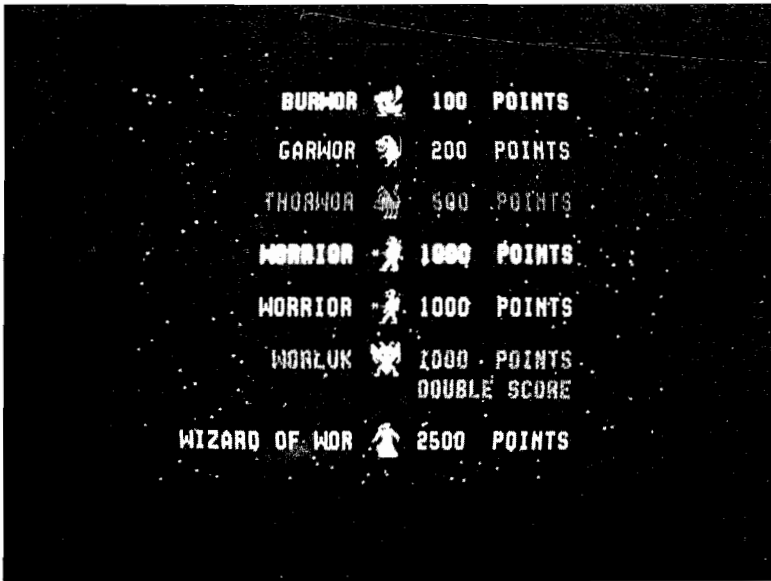 BURWOR 100 POINTS
GARWOR 200 POINTS
THORWOR 500 POINTS
WORRIOR 1000 POINTS
WORRIOR 1000 POINTS
WORLUK 1000 POINTS
DOUBLE SCORE
WIZARD OF WOR 2500 POINTS